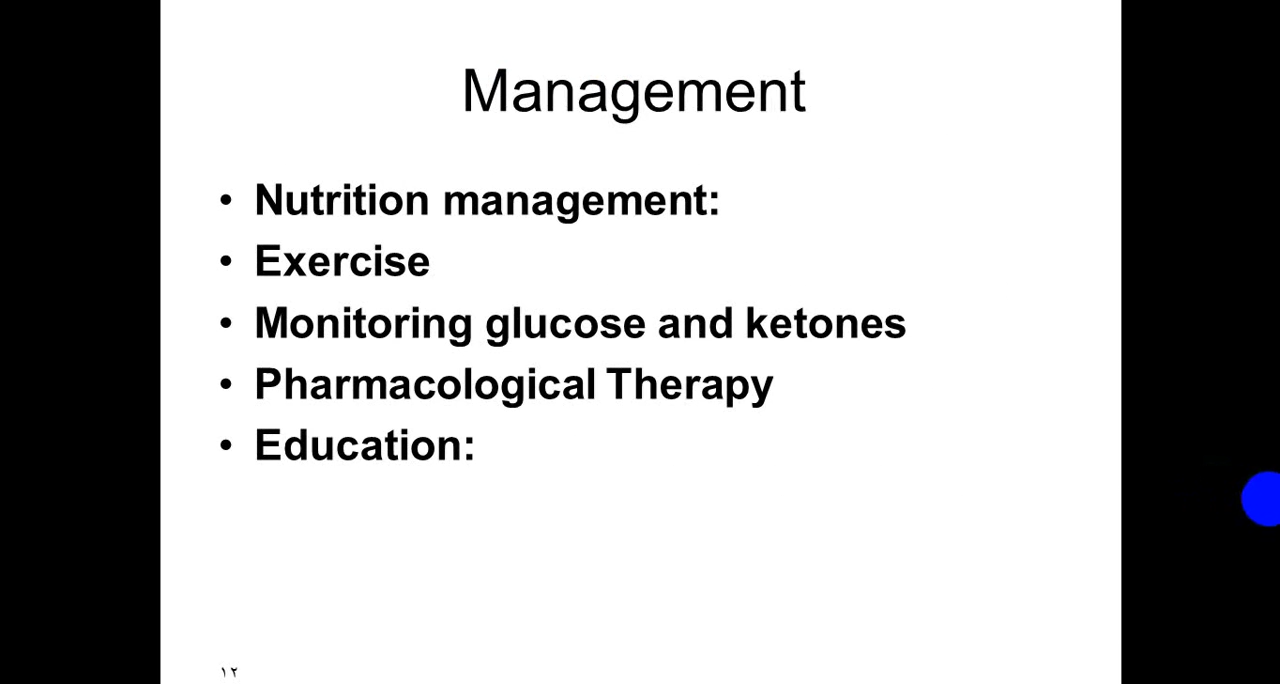 Management
• Nutrition management:
• Exercise
• Monitoring glucose and ketones
• Pharmacological Therapy
• Education:
١٢